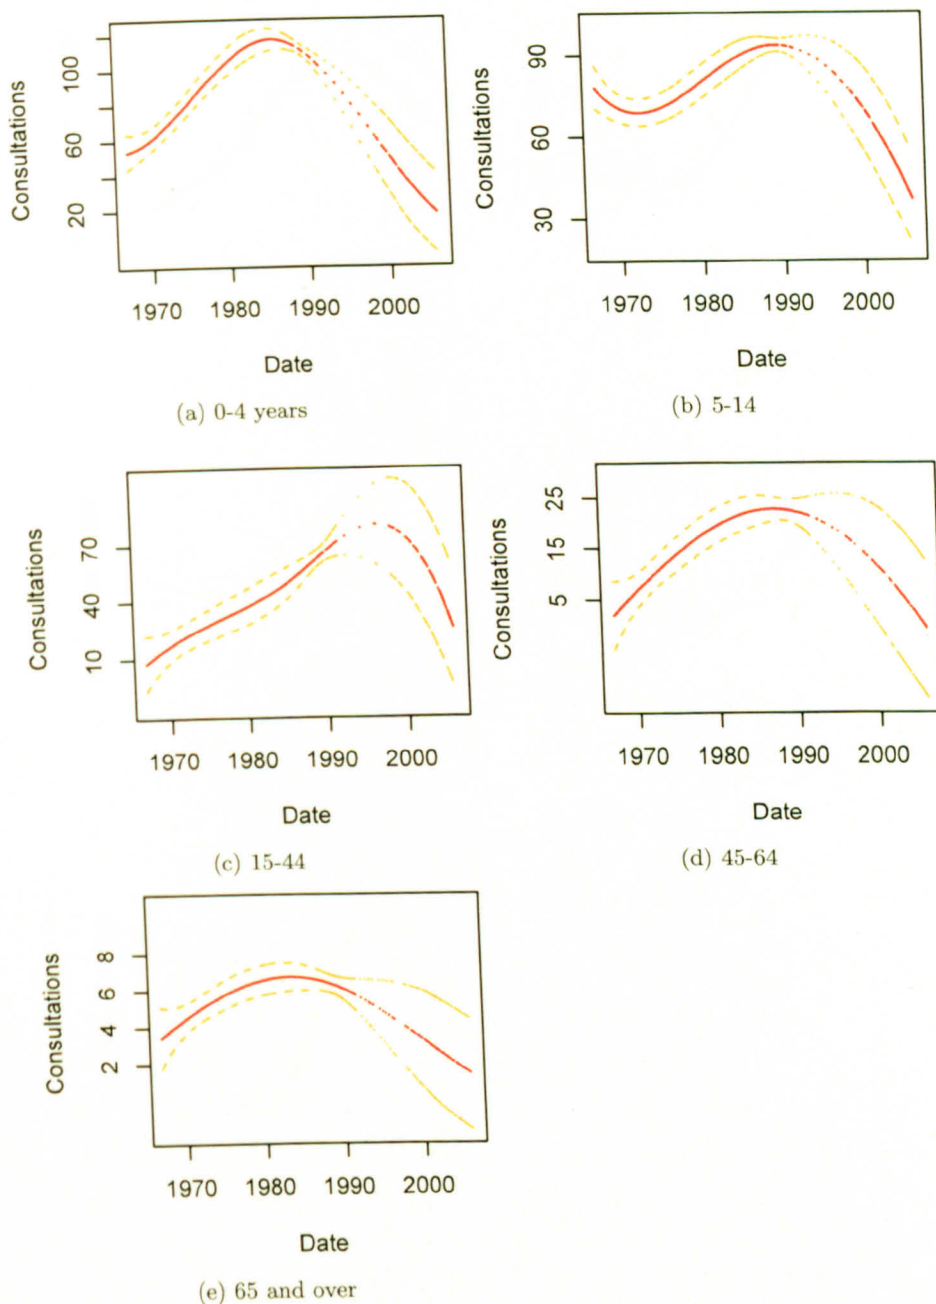 Consultations
20
60
100
1970
1980
1990
2000
Date
(a) 0-4 years
Consultations
30
60
90
1970
1980
1990
2000
Date
(b) 5-14
Consultations
10
40
70
1970
1980
1990
2000
Date
(c) 15-44
Consultations
5
15
25
1970
1980
1990
2000
Date
(d) 45-64
Consultations
2
4
6
8
1970
1980
1990
2000
Date
(e) 65 and over